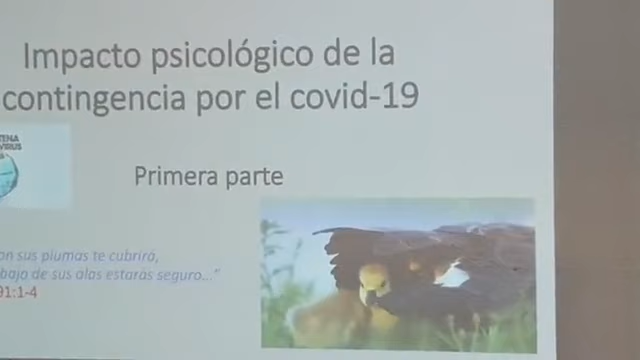 Impacto psicológico de la
contingencia por el covid-19
Primera parte
sus plumas te cubrirá,
de sus alas estarás seguro..."
91:1-4